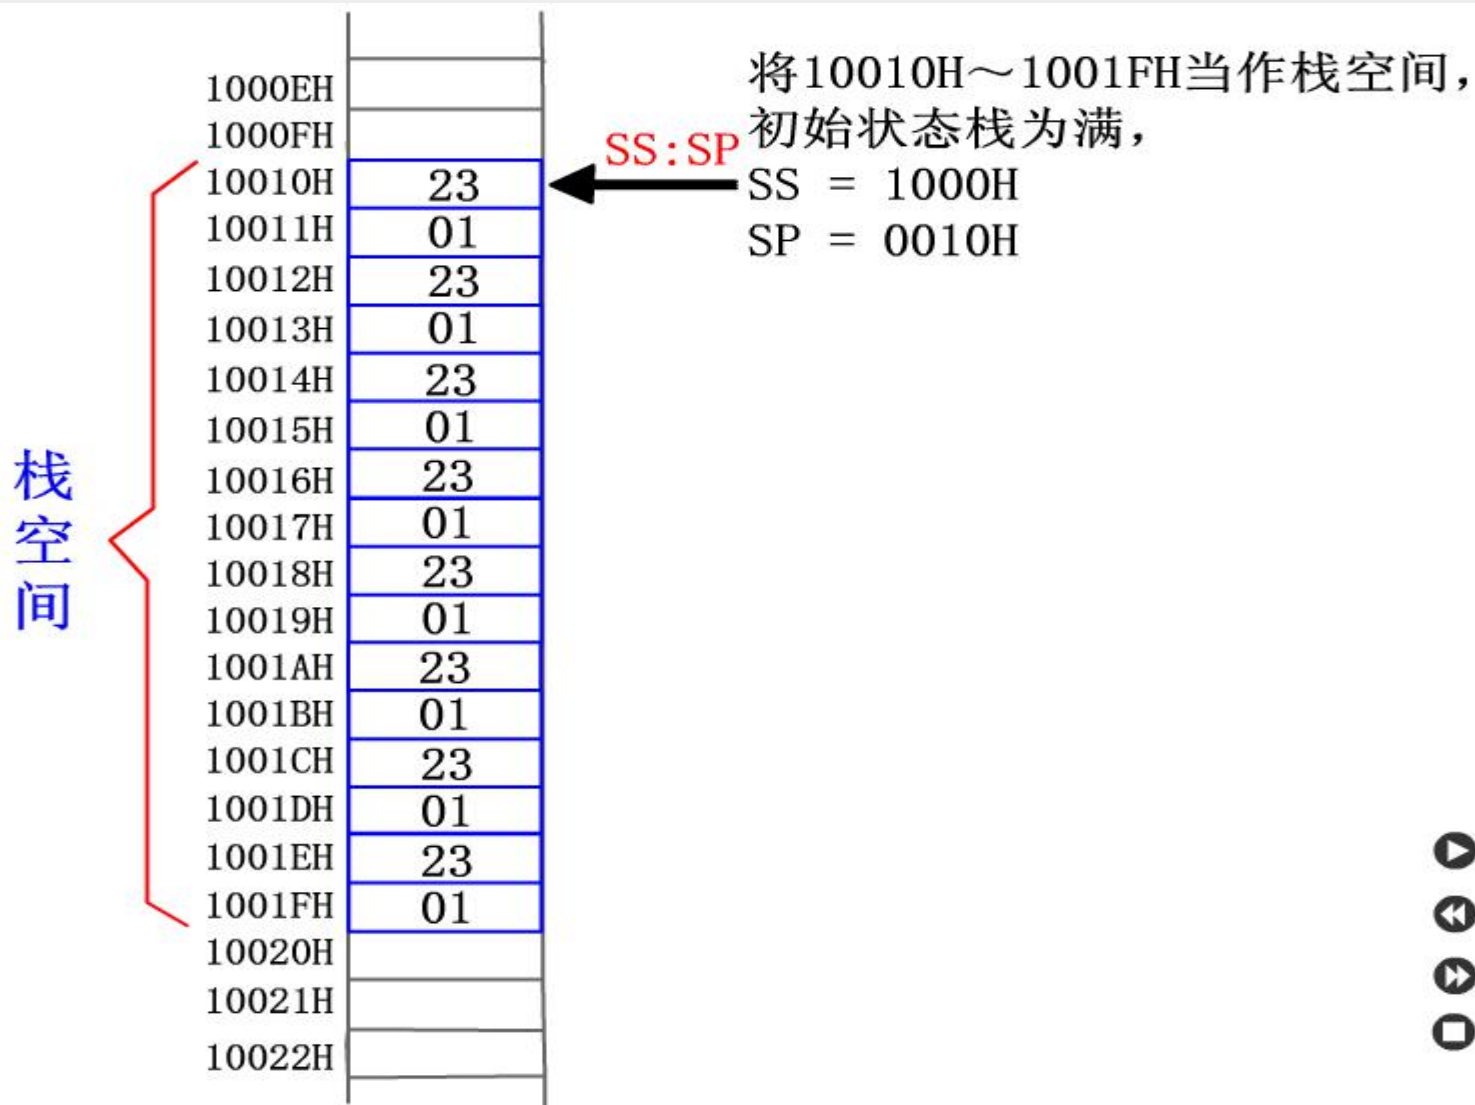 将10010H～1001FH当作栈空间，
初始状态栈为满，
SS:SP
SS = 1000H
SP = 0010H
1000EH
1000FH
10010H 23
10011H 01
10012H 23
10013H 01
10014H 23
10015H 01
10016H 23
10017H 01
10018H 23
10019H 01
1001AH 23
1001BH 01
1001CH 23
1001DH 01
1001EH 23
1001FH 01
10020H
10021H
10022H
栈
空
间